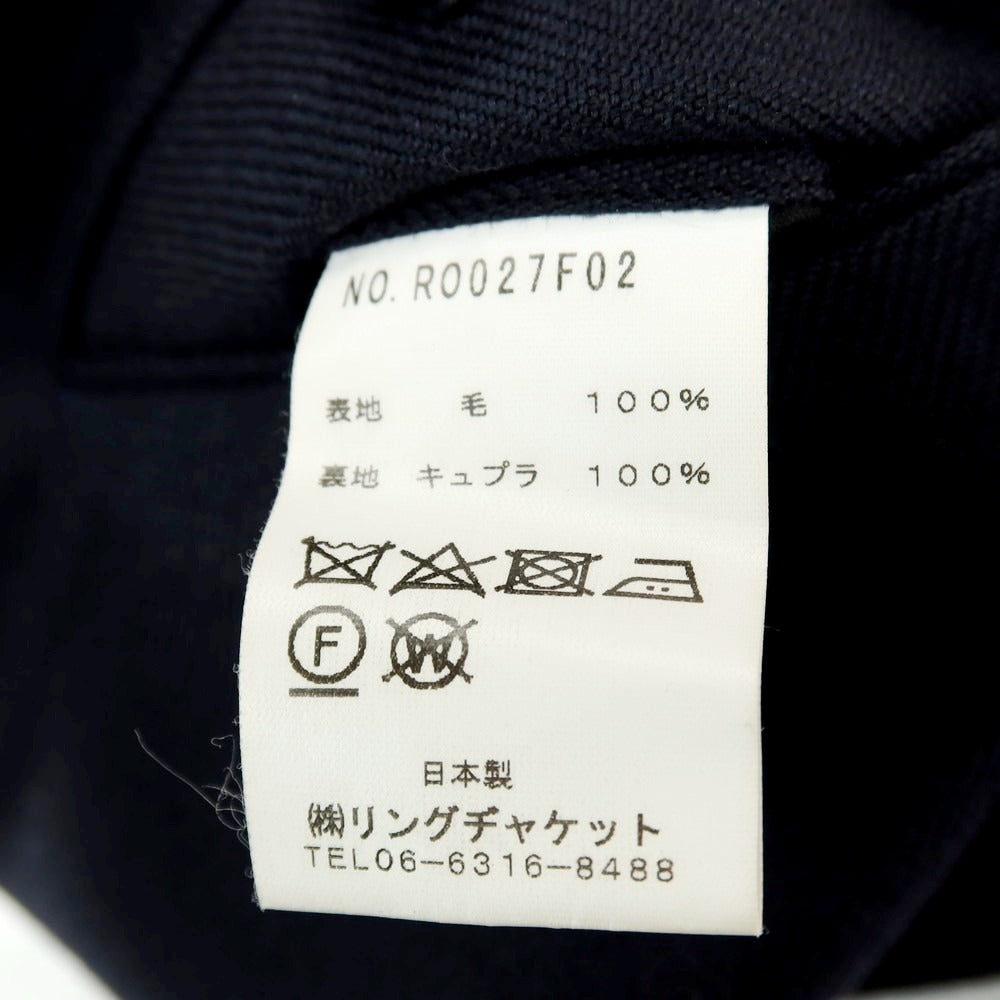 NO. RO027F02
表地 毛 100%
裏地 キュプラ 100%
F W
日本製
㈱リングヂャケット
TEL06-6316-8488